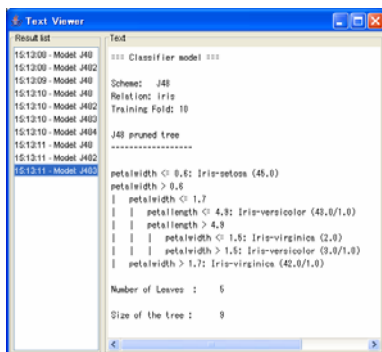 Text Viewer
Result list
15:13:08 - Model: J48
15:13:08 - Model: J482
15:13:09 - Model: J48
15:13:10 - Model: J48
15:13:10 - Model: J482
15:13:10 - Model: J483
15:13:10 - Model: J484
15:13:11 - Model: J48
15:13:11 - Model: J482
15:13:11 - Model: J483
Text
=== Classifier model ===
Scheme: J48
Relation: iris
Training Fold: 10
J48 pruned tree
------------------
petalwidth <= 0.6: Iris-setosa (45.0)
petalwidth > 0.6
| petalwidth <= 1.7
| | petallength <= 4.9: Iris-versicolor (43.0/1.0)
| | petallength > 4.9
| | | petalwidth <= 1.5: Iris-virginica (2.0)
| | | petalwidth > 1.5: Iris-versicolor (3.0/1.0)
| petalwidth > 1.7: Iris-virginica (42.0/1.0)
Number of Leaves : 5
Size of the tree : 9